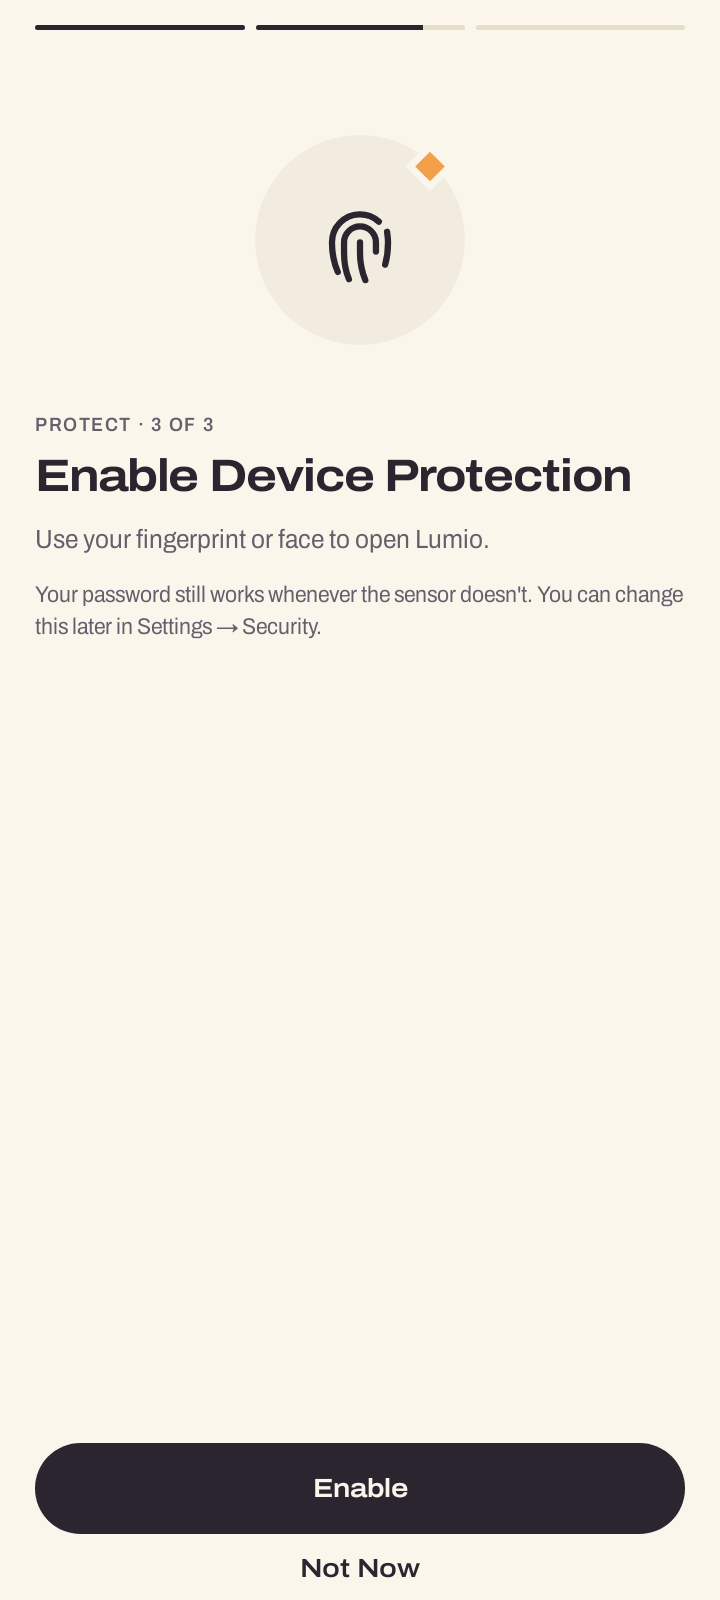 PROTECT · 3 OF 3
Enable Device Protection
Use your fingerprint or face to open Lumio.
Your password still works whenever the sensor doesn't. You can change
this later in Settings → Security.
Enable
Not Now